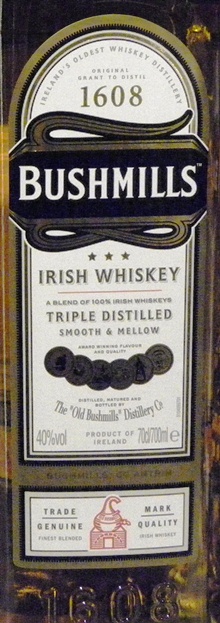 IRELAND'S OLDEST WHISKEY DISTILLERY
ORIGINAL
GRANT TO DISTIL
1608
BUSHMILLS™
IRISH WHISKEY
A BLEND OF 100% IRISH WHISKEYS
TRIPLE DISTILLED
SMOOTH & MELLOW
AWARD WINNING FLAVOUR
AND QUALITY
DISTILLED, MATURED AND
BOTTLED BY
The "Old Bushmills" Distillery Co
40%vol
PRODUCT OF
IRELAND
70cl/700ml e
TRADE MARK
GENUINE QUALITY
FINEST BLENDED IRISH WHISKEY
1608